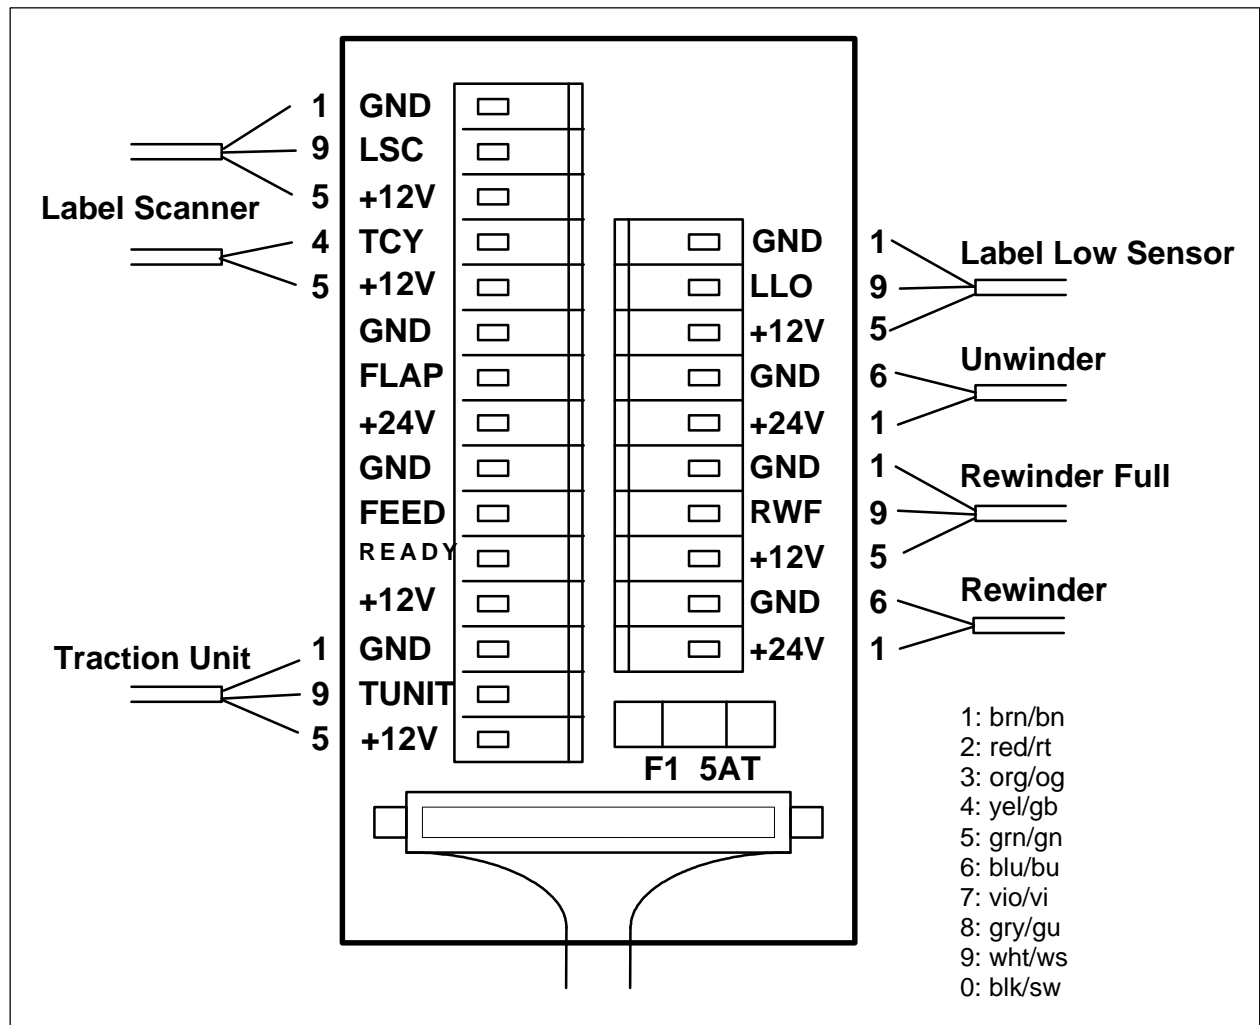 1 GND
9 LSC
5 +12V
Label Scanner
4 TCY
5 +12V
GND
FLAP
+24V
GND
FEED
READY
+12V
Traction Unit
1 GND
9 TUNIT
5 +12V
GND 1
Label Low Sensor
LLO 9
+12V 5
Unwinder
GND 6
+24V 1
GND 1
Rewinder Full
RWF 9
+12V 5
Rewinder
GND 6
+24V 1
F1 5AT
1: brn/bn
2: red/rt
3: org/og
4: yel/gb
5: grn/gn
6: blu/bu
7: vio/vi
8: gry/gu
9: wht/ws
0: blk/sw